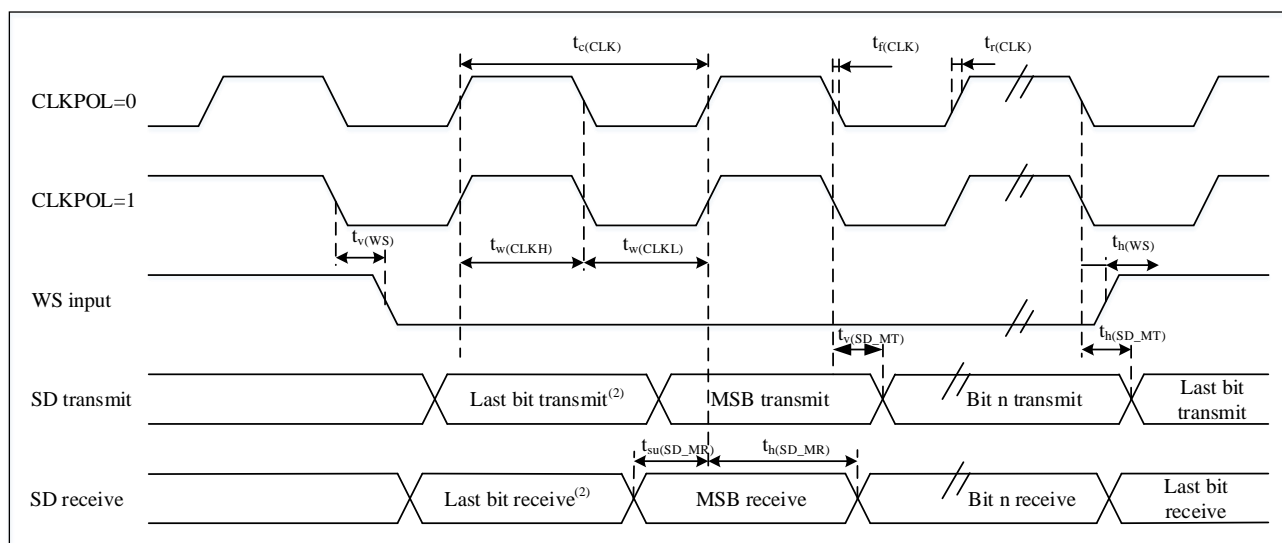 t_c(CLK)
t_f(CLK)
t_r(CLK)
CLKPOL=0
CLKPOL=1
t_v(WS)
t_w(CLKH)
t_w(CLKL)
t_h(WS)
WS input
t_v(SD_MT)
t_h(SD_MT)
SD transmit
Last bit transmit(2)
MSB transmit
Bit n transmit
Last bit
transmit
t_su(SD_MR)
t_h(SD_MR)
SD receive
Last bit receive(2)
MSB receive
Bit n receive
Last bit
receive